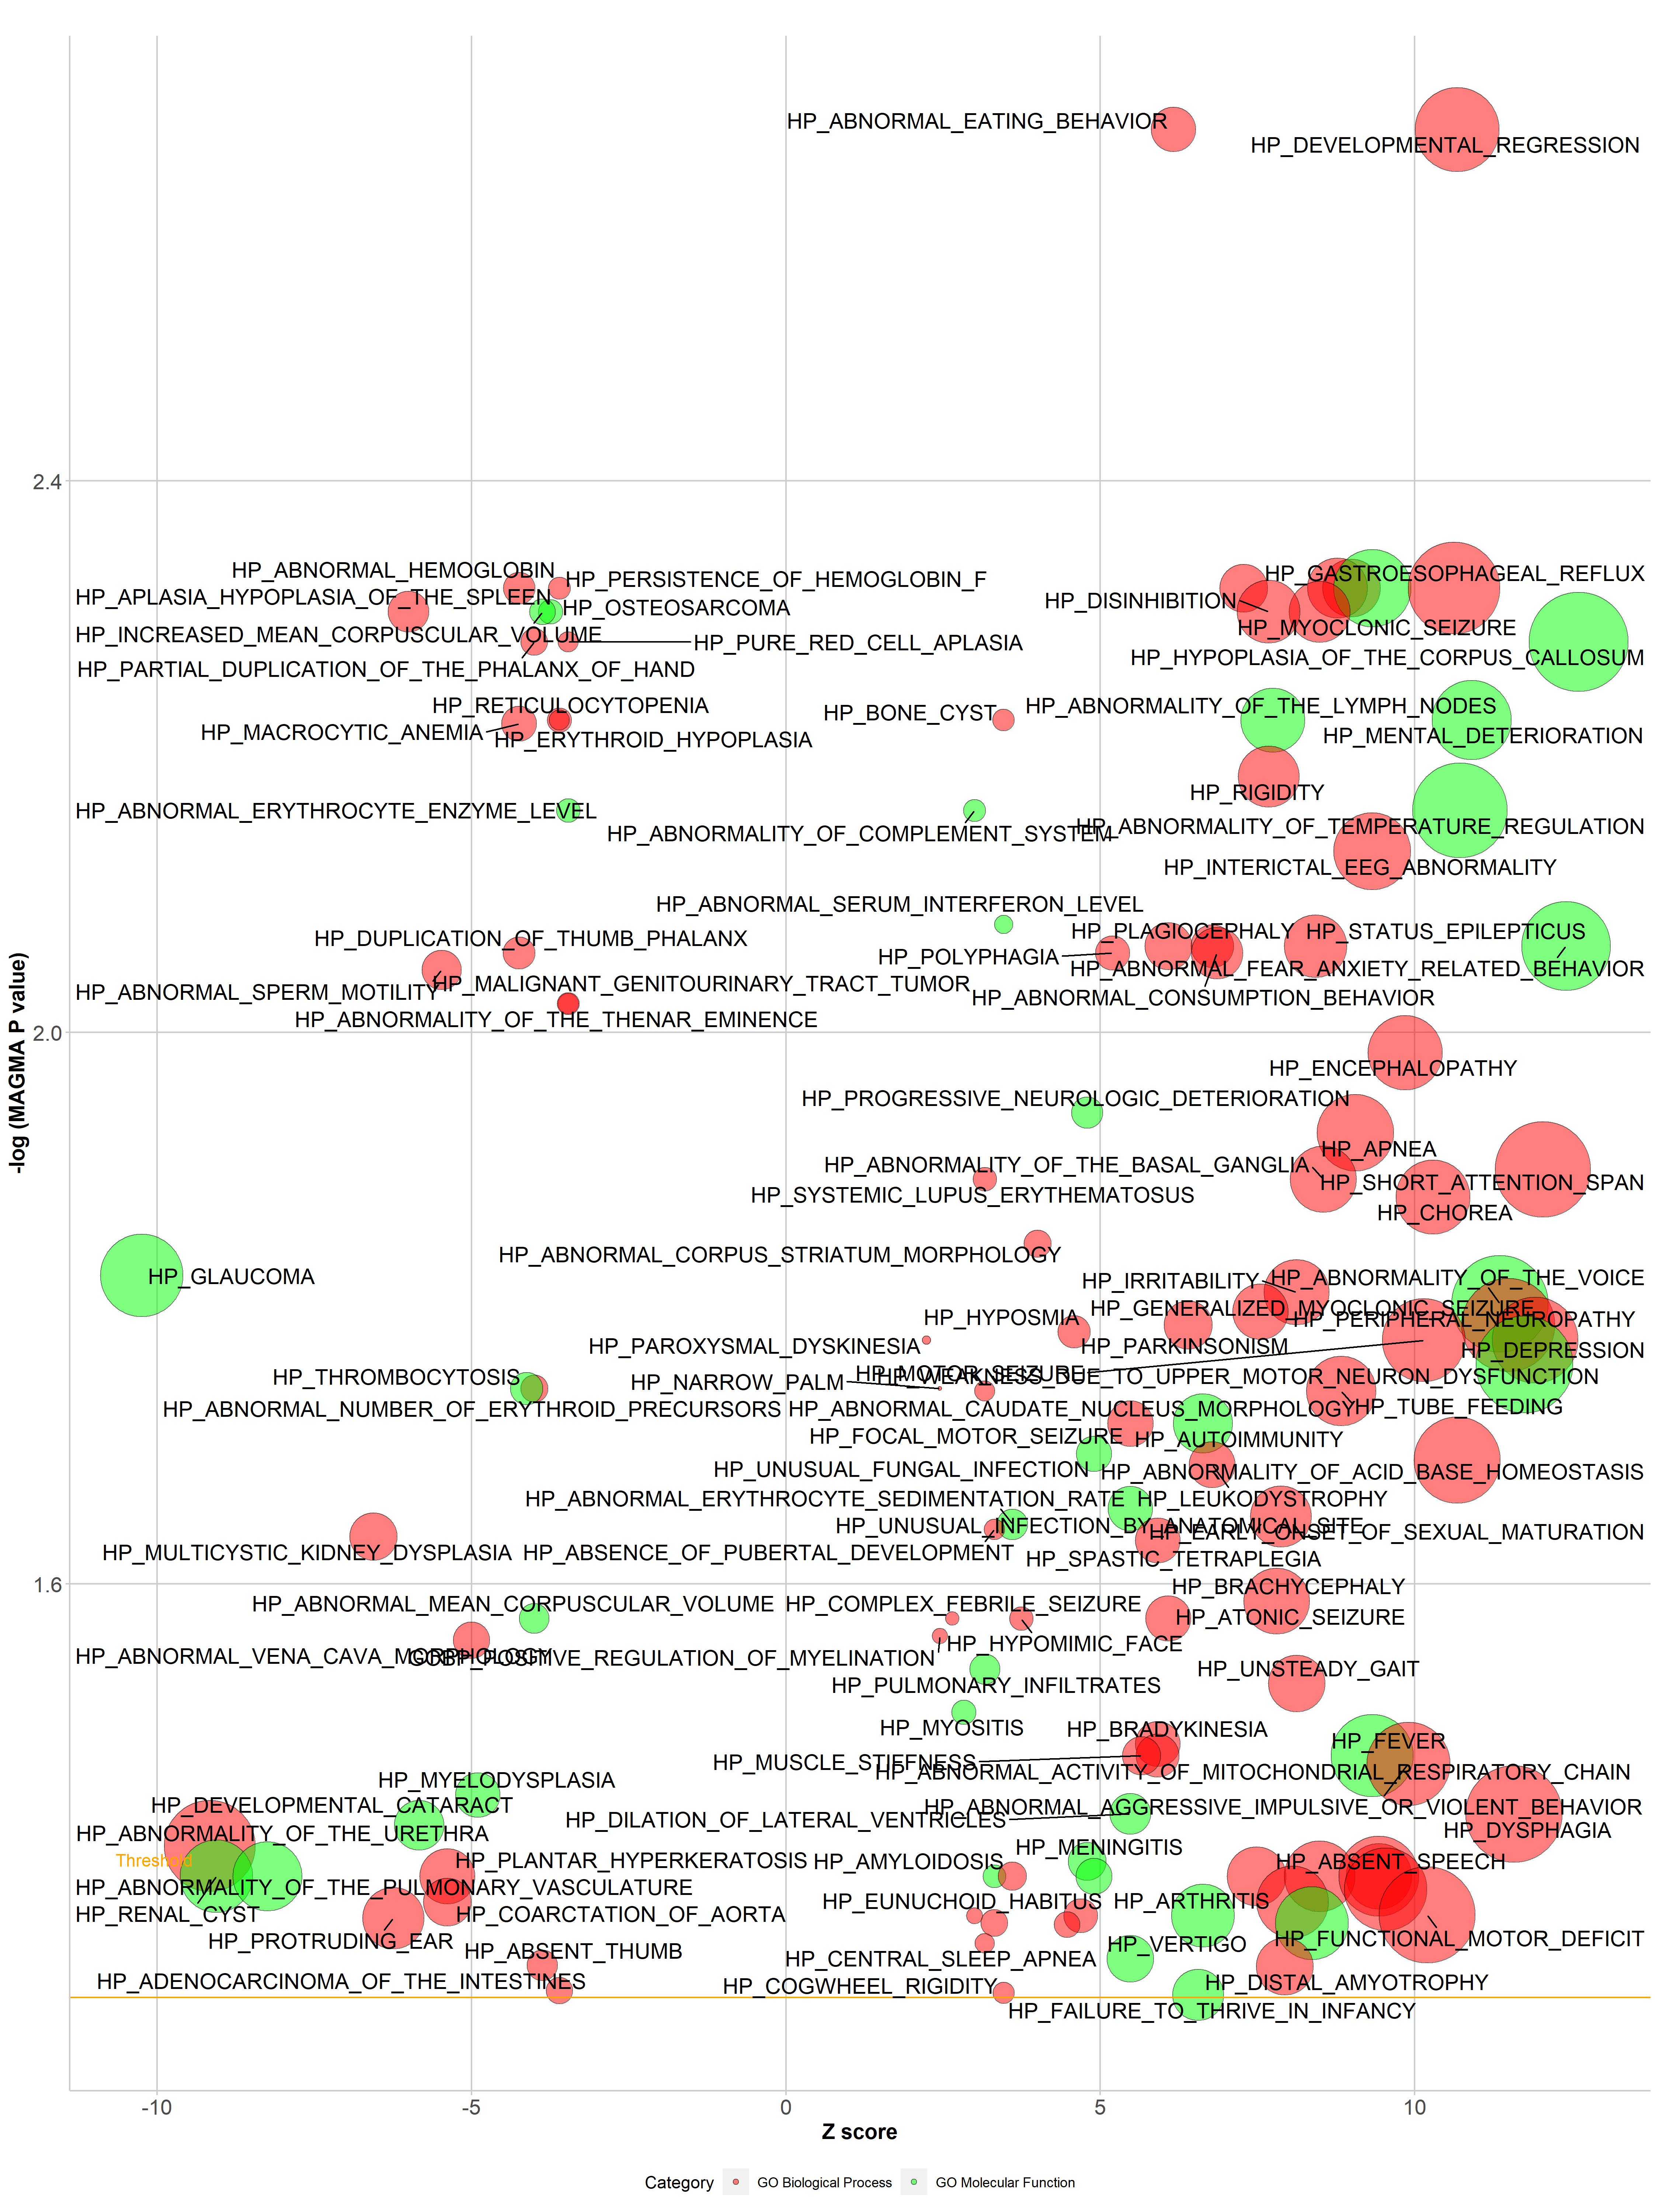 HP_ABNORMAL_EATING_BEHAVIOR
HP_DEVELOPMENTAL_REGRESSION
2.4
HP_ABNORMAL_HEMOGLOBIN
HP_GASTROESOPHAGEAL_REFLUX
HP_PERSISTENCE_OF_HEMOGLOBIN_F
HP_APLASIA_HYPOPLASIA_OF_THE_SPLEEN
HP_DISINHIBITION
HP_OSTEOSARCOMA
HP_MYOCLONIC_SEIZURE
HP_INCREASED_MEAN_CORPUSCULAR_VOLUME
HP_PURE_RED_CELL_APLASIA
HP_HYPOPLASIA_OF_THE_CORPUS_CALLOSUM
HP_PARTIAL_DUPLICATION_OF_THE_PHALANX_OF_HAND
HP_RETICULOCYTOPENIA
HP_ABNORMALITY_OF_THE_LYMPH_NODES
HP_BONE_CYST
HP_MACROCYTIC_ANEMIA
HP_MENTAL_DETERIORATION
HP_ERYTHROID_HYPOPLASIA
HP_RIGIDITY
HP_ABNORMAL_ERYTHROCYTE_ENZYME_LEVEL
HP_ABNORMALITY_OF_TEMPERATURE_REGULATION
HP_ABNORMALITY_OF_COMPLEMENT_SYSTEM
HP_INTERICTAL_EEG_ABNORMALITY
HP_ABNORMAL_SERUM_INTERFERON_LEVEL
HP_PLAGIOCEPHALY
HP_STATUS_EPILEPTICUS
HP_DUPLICATION_OF_THUMB_PHALANX
HP_POLYPHAGIA
HP_ABNORMAL_FEAR_ANXIETY_RELATED_BEHAVIOR
HP_MALIGNANT_GENITOURINARY_TRACT_TUMOR
HP_ABNORMAL_SPERM_MOTILITY
HP_ABNORMAL_CONSUMPTION_BEHAVIOR
HP_ABNORMALITY_OF_THE_THENAR_EMINENCE
2.0
-log (MAGMA P value)
HP_ENCEPHALOPATHY
HP_PROGRESSIVE_NEUROLOGIC_DETERIORATION
HP_APNEA
HP_ABNORMALITY_OF_THE_BASAL_GANGLIA
HP_SHORT_ATTENTION_SPAN
HP_SYSTEMIC_LUPUS_ERYTHEMATOSUS
HP_CHOREA
HP_ABNORMAL_CORPUS_STRIATUM_MORPHOLOGY
HP_GLAUCOMA
HP_IRRITABILITY
HP_ABNORMALITY_OF_THE_VOICE
HP_GENERALIZED_MYOCLONIC_SEIZURE
HP_HYPOSMIA
HP_PERIPHERAL_NEUROPATHY
HP_PAROXYSMAL_DYSKINESIA
HP_PARKINSONISM
HP_DEPRESSION
HP_THROMBOCYTOSIS
HP_MOTOR_SEIZURE
HP_WEAKNESS_DUE_TO_UPPER_MOTOR_NEURON_DYSFUNCTION
HP_NARROW_PALM
HP_ABNORMAL_NUMBER_OF_ERYTHROID_PRECURSORS
HP_ABNORMAL_CAUDATE_NUCLEUS_MORPHOLOGY
HP_TUBE_FEEDING
HP_FOCAL_MOTOR_SEIZURE
HP_AUTOIMMUNITY
HP_UNUSUAL_FUNGAL_INFECTION
HP_ABNORMALITY_OF_ACID_BASE_HOMEOSTASIS
HP_ABNORMAL_ERYTHROCYTE_SEDIMENTATION_RATE
HP_LEUKODYSTROPHY
HP_UNUSUAL_INFECTION_BY_ANATOMICAL_SITE
HP_EARLY_ONSET_OF_SEXUAL_MATURATION
HP_MULTICYSTIC_KIDNEY_DYSPLASIA
HP_ABSENCE_OF_PUBERTAL_DEVELOPMENT
HP_SPASTIC_TETRAPLEGIA
1.6
HP_BRACHYCEPHALY
HP_ABNORMAL_MEAN_CORPUSCULAR_VOLUME
HP_COMPLEX_FEBRILE_SEIZURE
HP_ATONIC_SEIZURE
HP_HYPOMIMIC_FACE
HP_ABNORMAL_VENA_CAVA_MORPHOLOGY
GOBP_POSITIVE_REGULATION_OF_MYELINATION
HP_UNSTEADY_GAIT
HP_PULMONARY_INFILTRATES
HP_MYOSITIS
HP_BRADYKINESIA
HP_FEVER
HP_MUSCLE_STIFFNESS
HP_ABNORMAL_ACTIVITY_OF_MITOCHONDRIAL_RESPIRATORY_CHAIN
HP_MYELODYSPLASIA
HP_DEVELOPMENTAL_CATARACT
HP_ABNORMAL_AGGRESSIVE_IMPULSIVE_OR_VIOLENT_BEHAVIOR
HP_DILATION_OF_LATERAL_VENTRICLES
HP_DYSPHAGIA
HP_ABNORMALITY_OF_THE_URETHRA
HP_MENINGITIS
Threshold
HP_PLANTAR_HYPERKERATOSIS
HP_AMYLOIDOSIS
HP_ABSENT_SPEECH
HP_ABNORMALITY_OF_THE_PULMONARY_VASCULATURE
HP_EUNUCHOID_HABITUS
HP_ARTHRITIS
HP_RENAL_CYST
HP_COARCTATION_OF_AORTA
HP_PROTRUDING_EAR
HP_VERTIGO
HP_FUNCTIONAL_MOTOR_DEFICIT
HP_ABSENT_THUMB
HP_CENTRAL_SLEEP_APNEA
HP_ADENOCARCINOMA_OF_THE_INTESTINES
HP_COGWHEEL_RIGIDITY
HP_DISTAL_AMYOTROPHY
HP_FAILURE_TO_THRIVE_IN_INFANCY
-10
-5
0
5
10
Z score
Category
GO Biological Process
GO Molecular Function